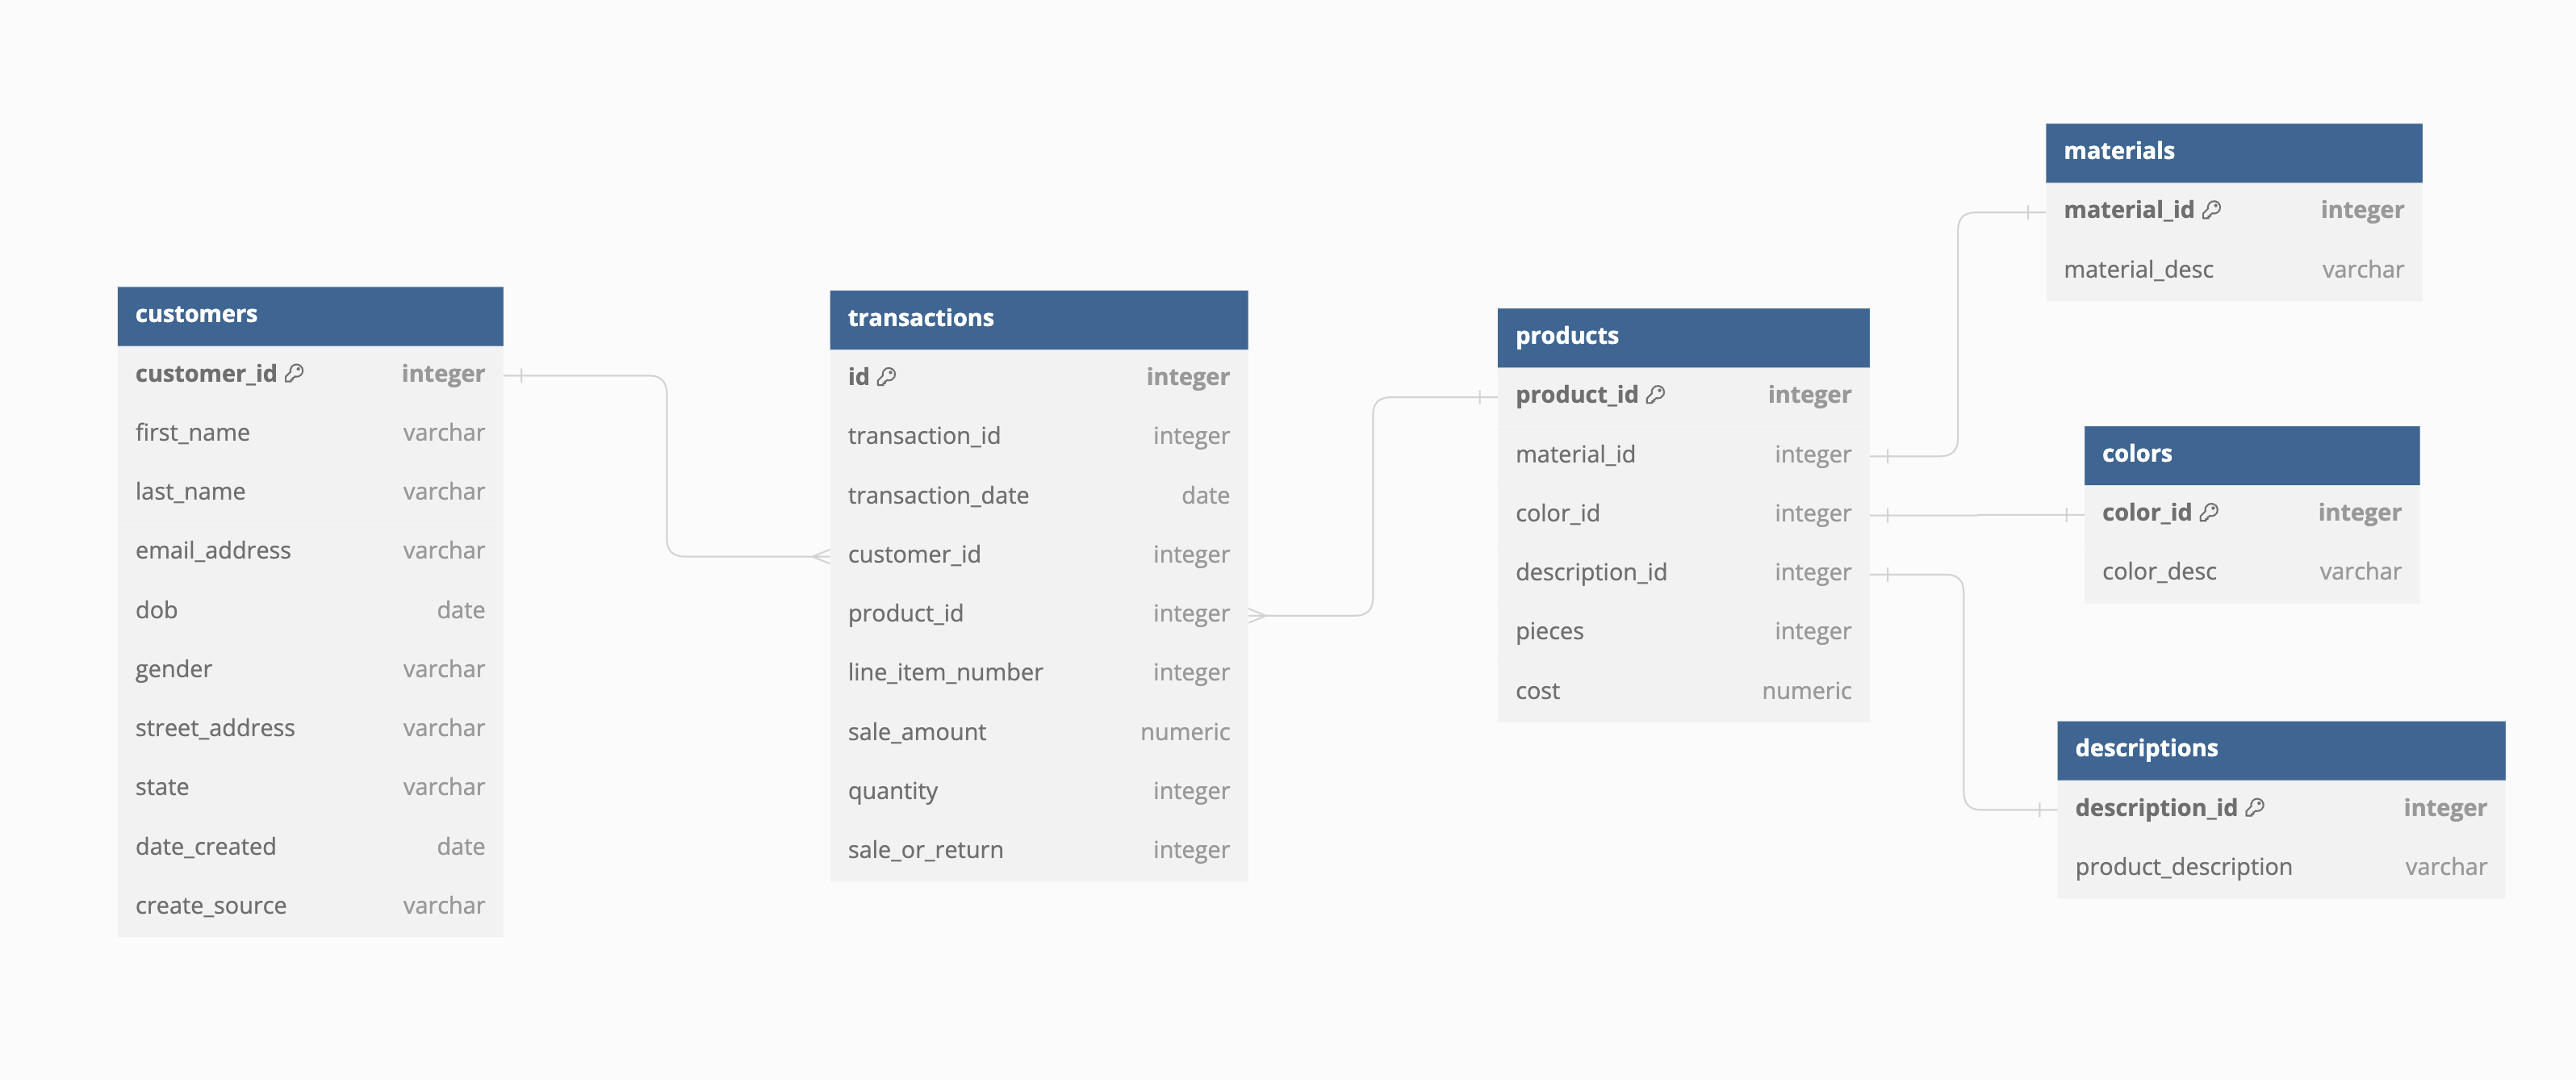 customers
customer_id integer
first_name varchar
last_name varchar
email_address varchar
dob date
gender varchar
street_address varchar
state varchar
date_created date
create_source varchar
transactions
id integer
transaction_id integer
transaction_date date
customer_id integer
product_id integer
line_item_number integer
sale_amount numeric
quantity integer
sale_or_return integer
products
product_id integer
material_id integer
color_id integer
description_id integer
pieces integer
cost numeric
materials
material_id integer
material_desc varchar
colors
color_id integer
color_desc varchar
descriptions
description_id integer
product_description varchar